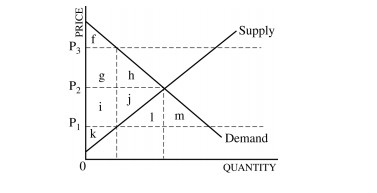 PRICE
Supply
f
P3
g h
P2
i j
l m
P1
k
Demand
0
QUANTITY